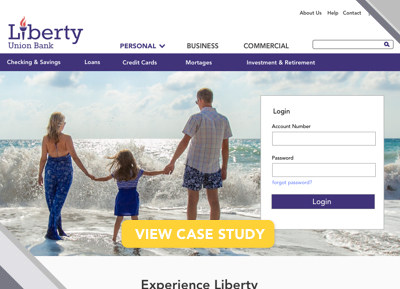 About Us Help Contact
Liberty
Union Bank
PERSONAL BUSINESS COMMERCIAL
Checking & Savings Loans Credit Cards Mortages Investment & Retirement
Login
Account Number
Password
forgot password?
Login
VIEW CASE STUDY
Experience Liberty